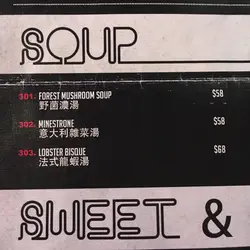 SOUP
301. FOREST MUSHROOM SOUP $58
野菌濃湯
302. MINESTRONE $58
意大利雜菜湯
303. LOBSTER BISQUE $68
法式龍蝦湯
SWEET &